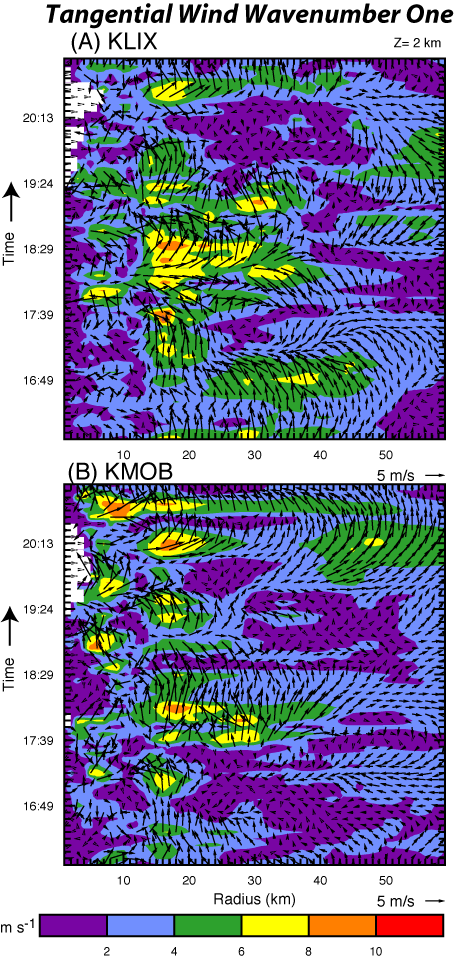 Tangential Wind Wavenumber One
(A) KLIX
Z= 2 km
20:13
19:24
18:29
17:39
16:49
Time
10 20 30 40 50
(B) KMOB
5 m/s
20:13
19:24
18:29
17:39
16:49
Time
10 20 30 40 50
Radius (km)
5 m/s
m s-1
2 4 6 8 10